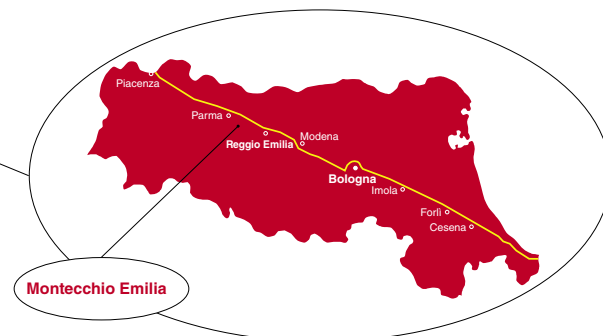 Piacenza
Parma
Modena
Reggio Emilia
Bologna
Imola
Forlì
Cesena
Montecchio Emilia